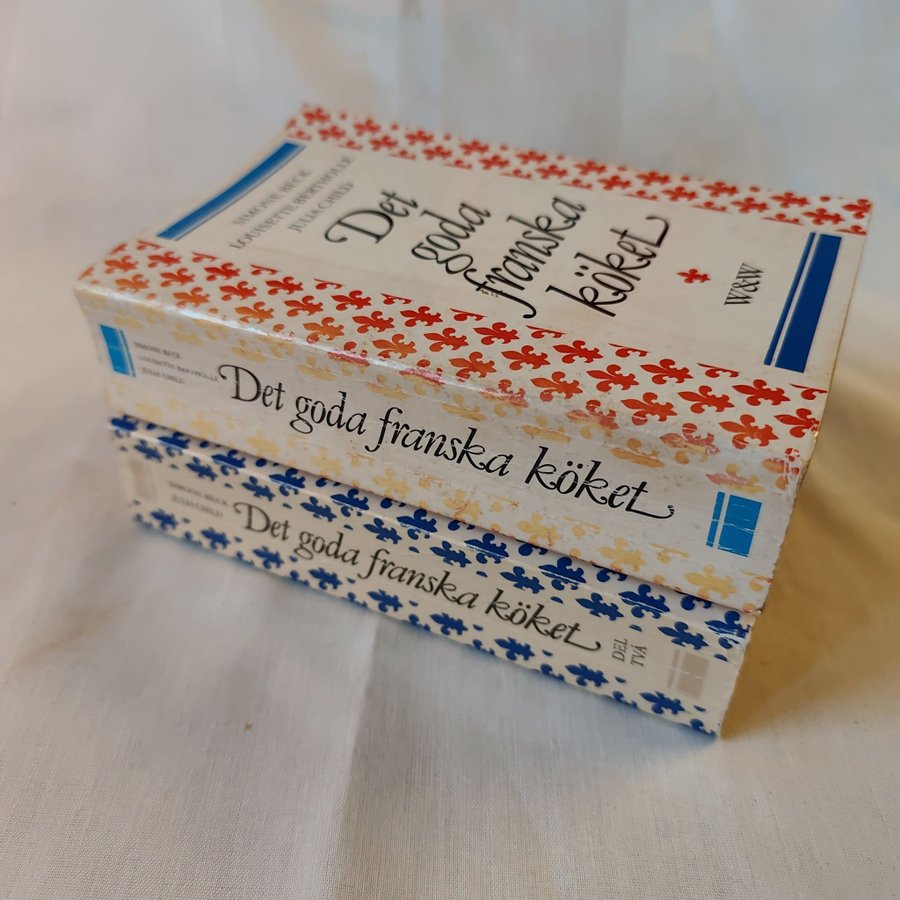 SIMONE BECK
LOUISETTE BERTHOLLE
JULIA CHILD
Det
goda
franska
köket
W&W
SIMONE BECK
LOUISETTE BERTHOLLE
JULIA CHILD
Det goda franska köket
SIMONE BECK
JULIA CHILD
Det goda franska köket
DEL
TVÅ